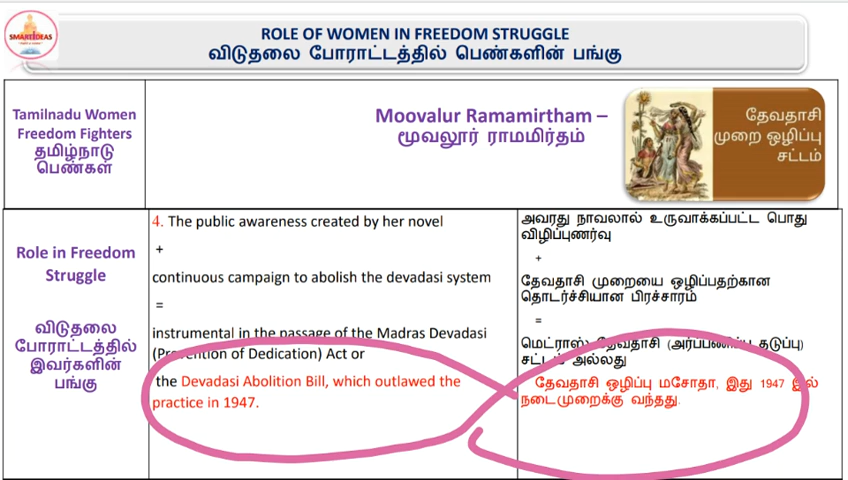 SMARTIDEAS
ROLE OF WOMEN IN FREEDOM STRUGGLE
விடுதலை போராட்டத்தில் பெண்களின் பங்கு
Tamilnadu Women
Freedom Fighters
தமிழ்நாடு
பெண்கள்
Moovalur Ramamirtham –
மூவலூர் ராமமிர்தம்
தேவதாசி
முறை ஒழிப்பு
சட்டம்
Role in Freedom
Struggle
விடுதலை
போராட்டத்தில்
இவர்களின்
பங்கு
4. The public awareness created by her novel
+
continuous campaign to abolish the devadasi system
=
instrumental in the passage of the Madras Devadasi
(Prevention of Dedication) Act or
the Devadasi Abolition Bill, which outlawed the
practice in 1947.
அவரது நாவலால் உருவாக்கப்பட்ட பொது
விழிப்புணர்வு
+
தேவதாசி முறையை ஒழிப்பதற்கான
தொடர்ச்சியான பிரச்சாரம்
=
மெட்ராஸ் தேவதாசி (அர்ப்பணிப்பு தடுப்பு)
சட்டம் அல்லது
தேவதாசி ஒழிப்பு மசோதா, இது 1947 இல்
நடைமுறைக்கு வந்தது.